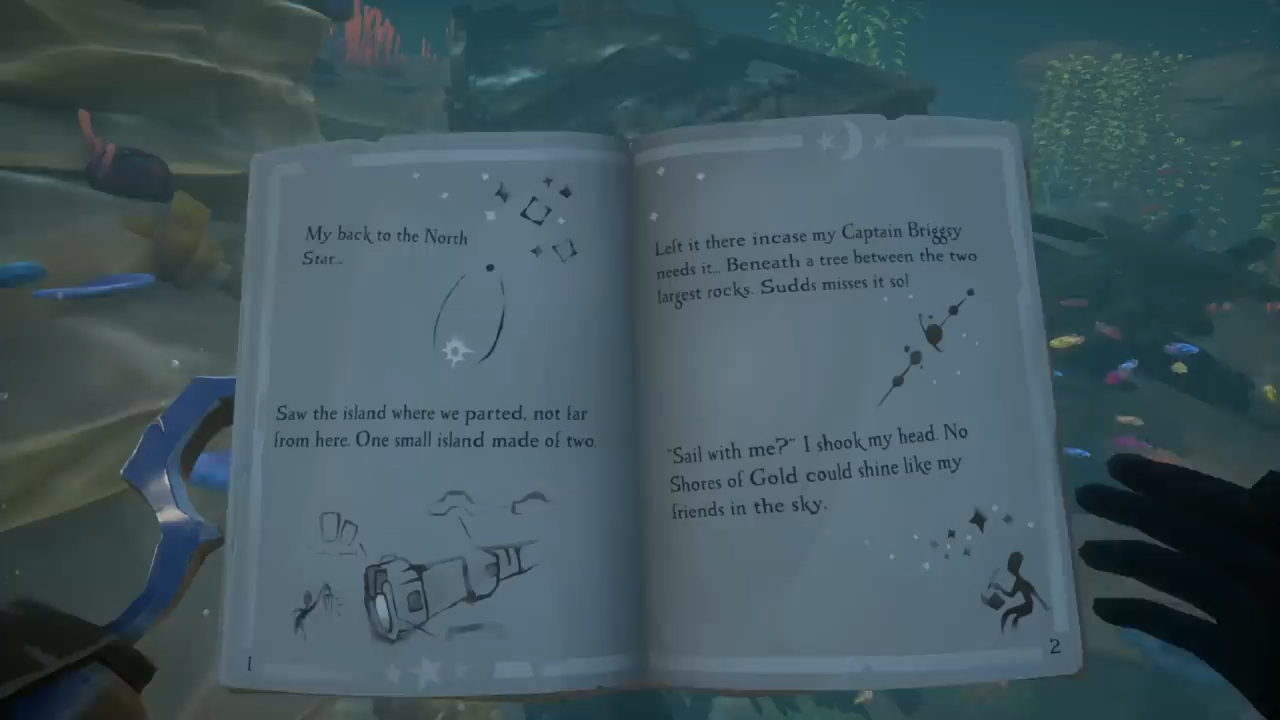 My back to the North
Star..
Saw the island where we parted, not far
from here. One small island made of two.
1
Left it there incase my Captain Briggsy
needs it... Beneath a tree between the two
largest rocks. Sudds misses it so!
"Sail with me?" I shook my head. No
Shores of Gold could shine like my
friends in the sky.
2